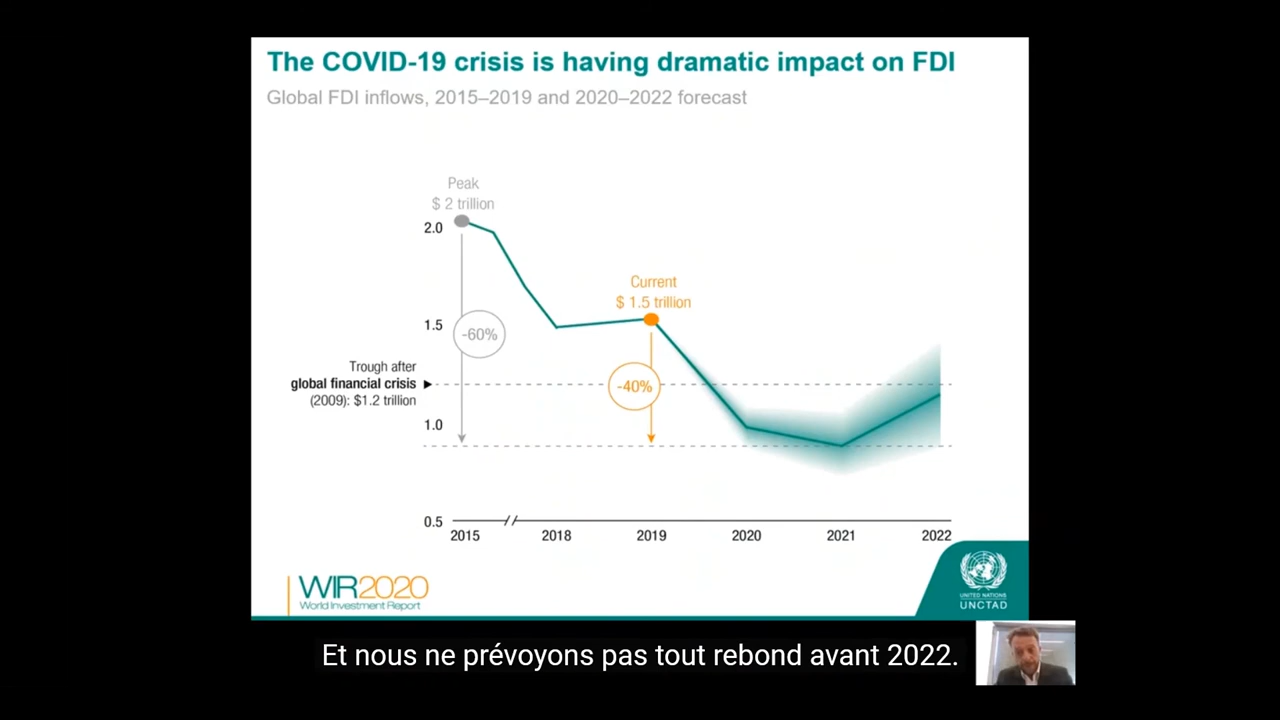 The COVID-19 crisis is having dramatic impact on FDI
Global FDI inflows, 2015–2019 and 2020–2022 forecast
Peak
$ 2 trillion
2.0
Current
$ 1.5 trillion
1.5
-60%
Trough after
global financial crisis
(2009): $1.2 trillion
-40%
1.0
0.5
2015
2018
2019
2020
2021
2022
WIR2020
World Investment Report
UNITED NATIONS
UNCTAD
Et nous ne prévoyons pas tout rebond avant 2022.